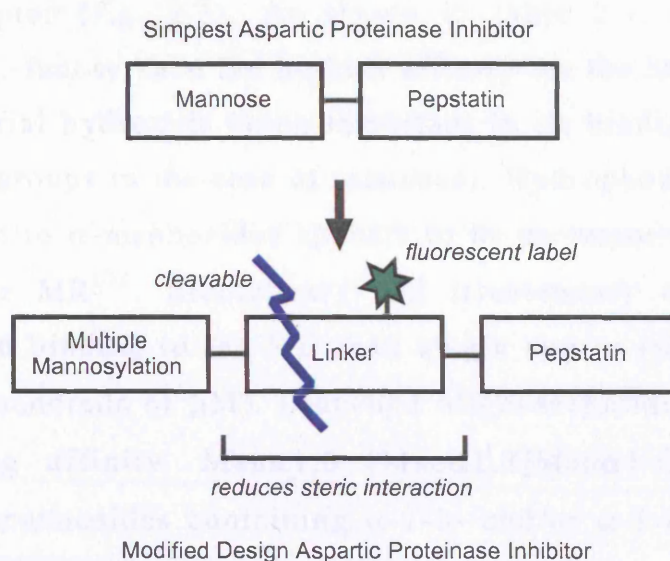 Simplest Aspartic Proteinase Inhibitor
Mannose
Pepstatin
fluorescent label
cleavable
Multiple
Mannosylation
Linker
Pepstatin
reduces steric interaction
Modified Design Aspartic Proteinase Inhibitor